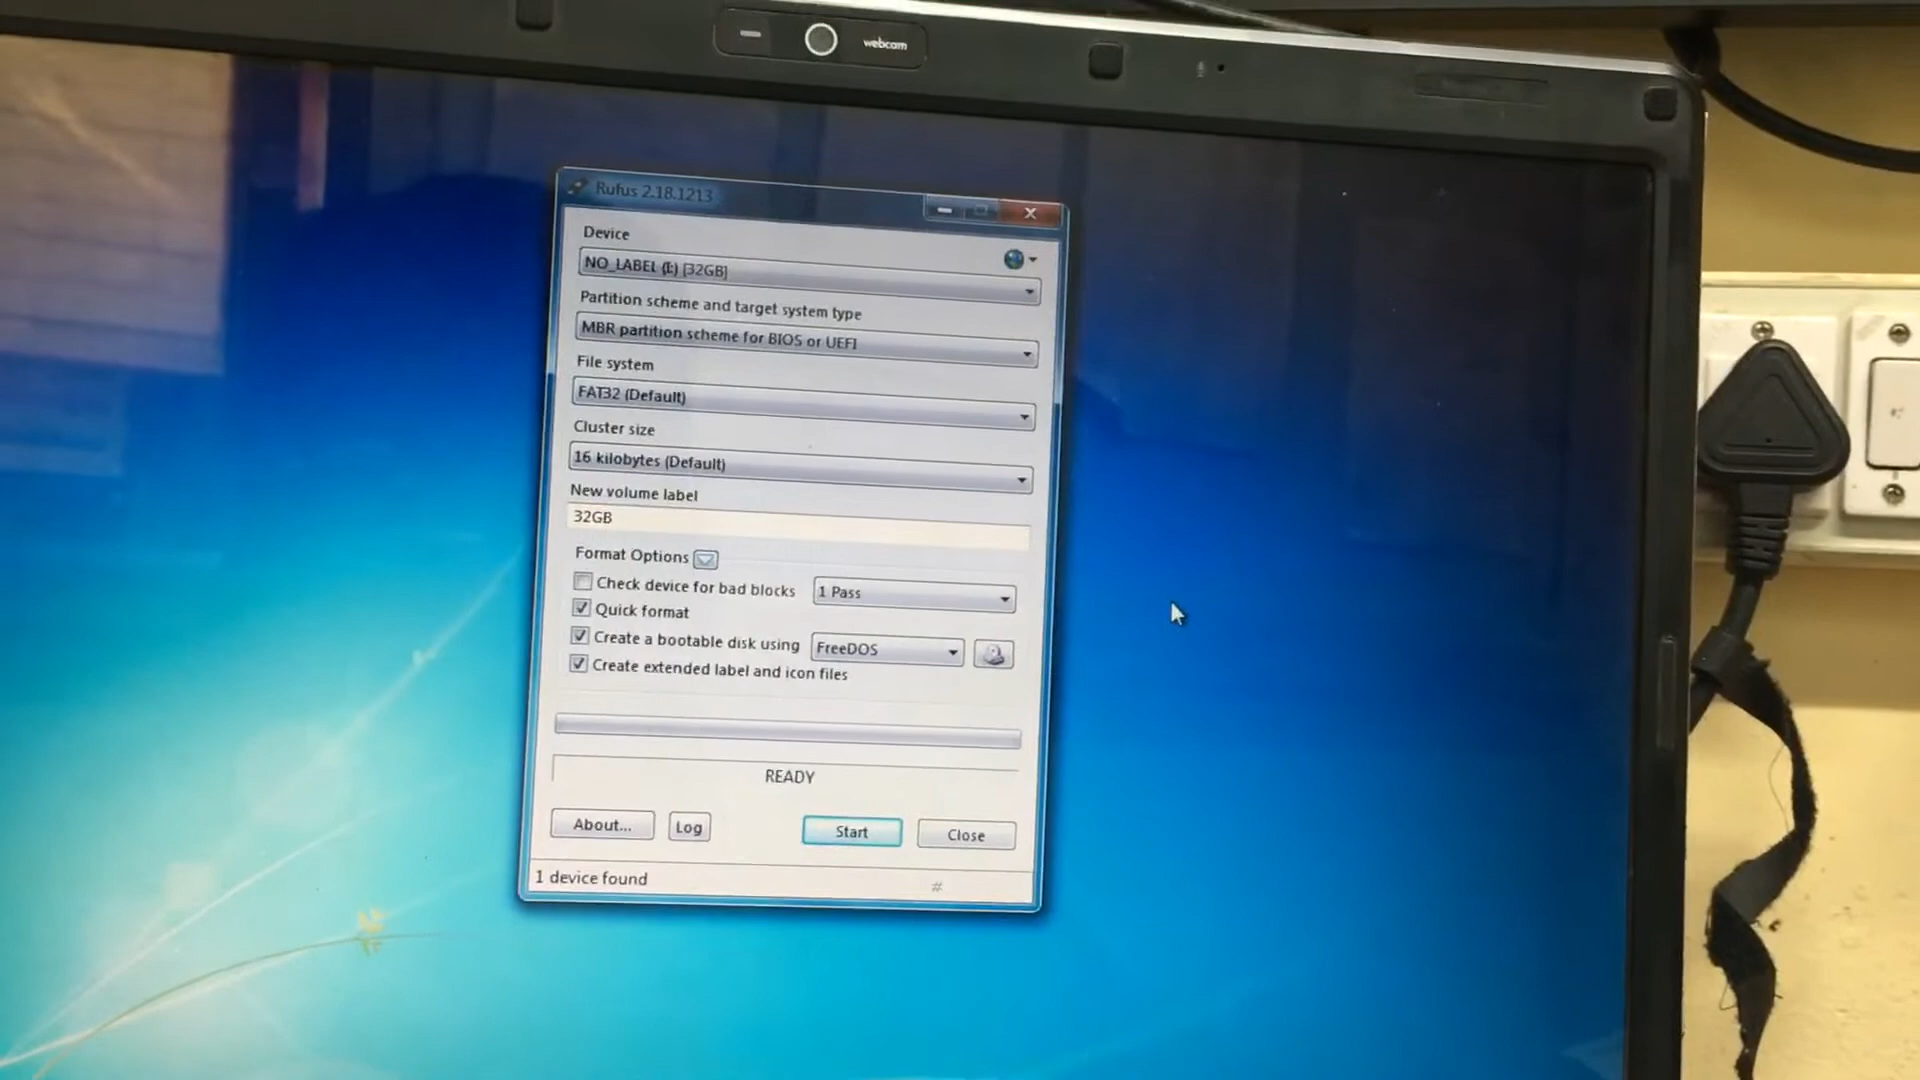 webcam
Rufus 2.18.1213
Device
NO_LABEL (E:) [32GB]
Partition scheme and target system type
MBR partition scheme for BIOS or UEFI
File system
FAT32 (Default)
Cluster size
16 kilobytes (Default)
New volume label
32GB
Format Options
Check device for bad blocks 1 Pass
Quick format
Create a bootable disk using FreeDOS
Create extended label and icon files
READY
About... Log Start Close
1 device found #